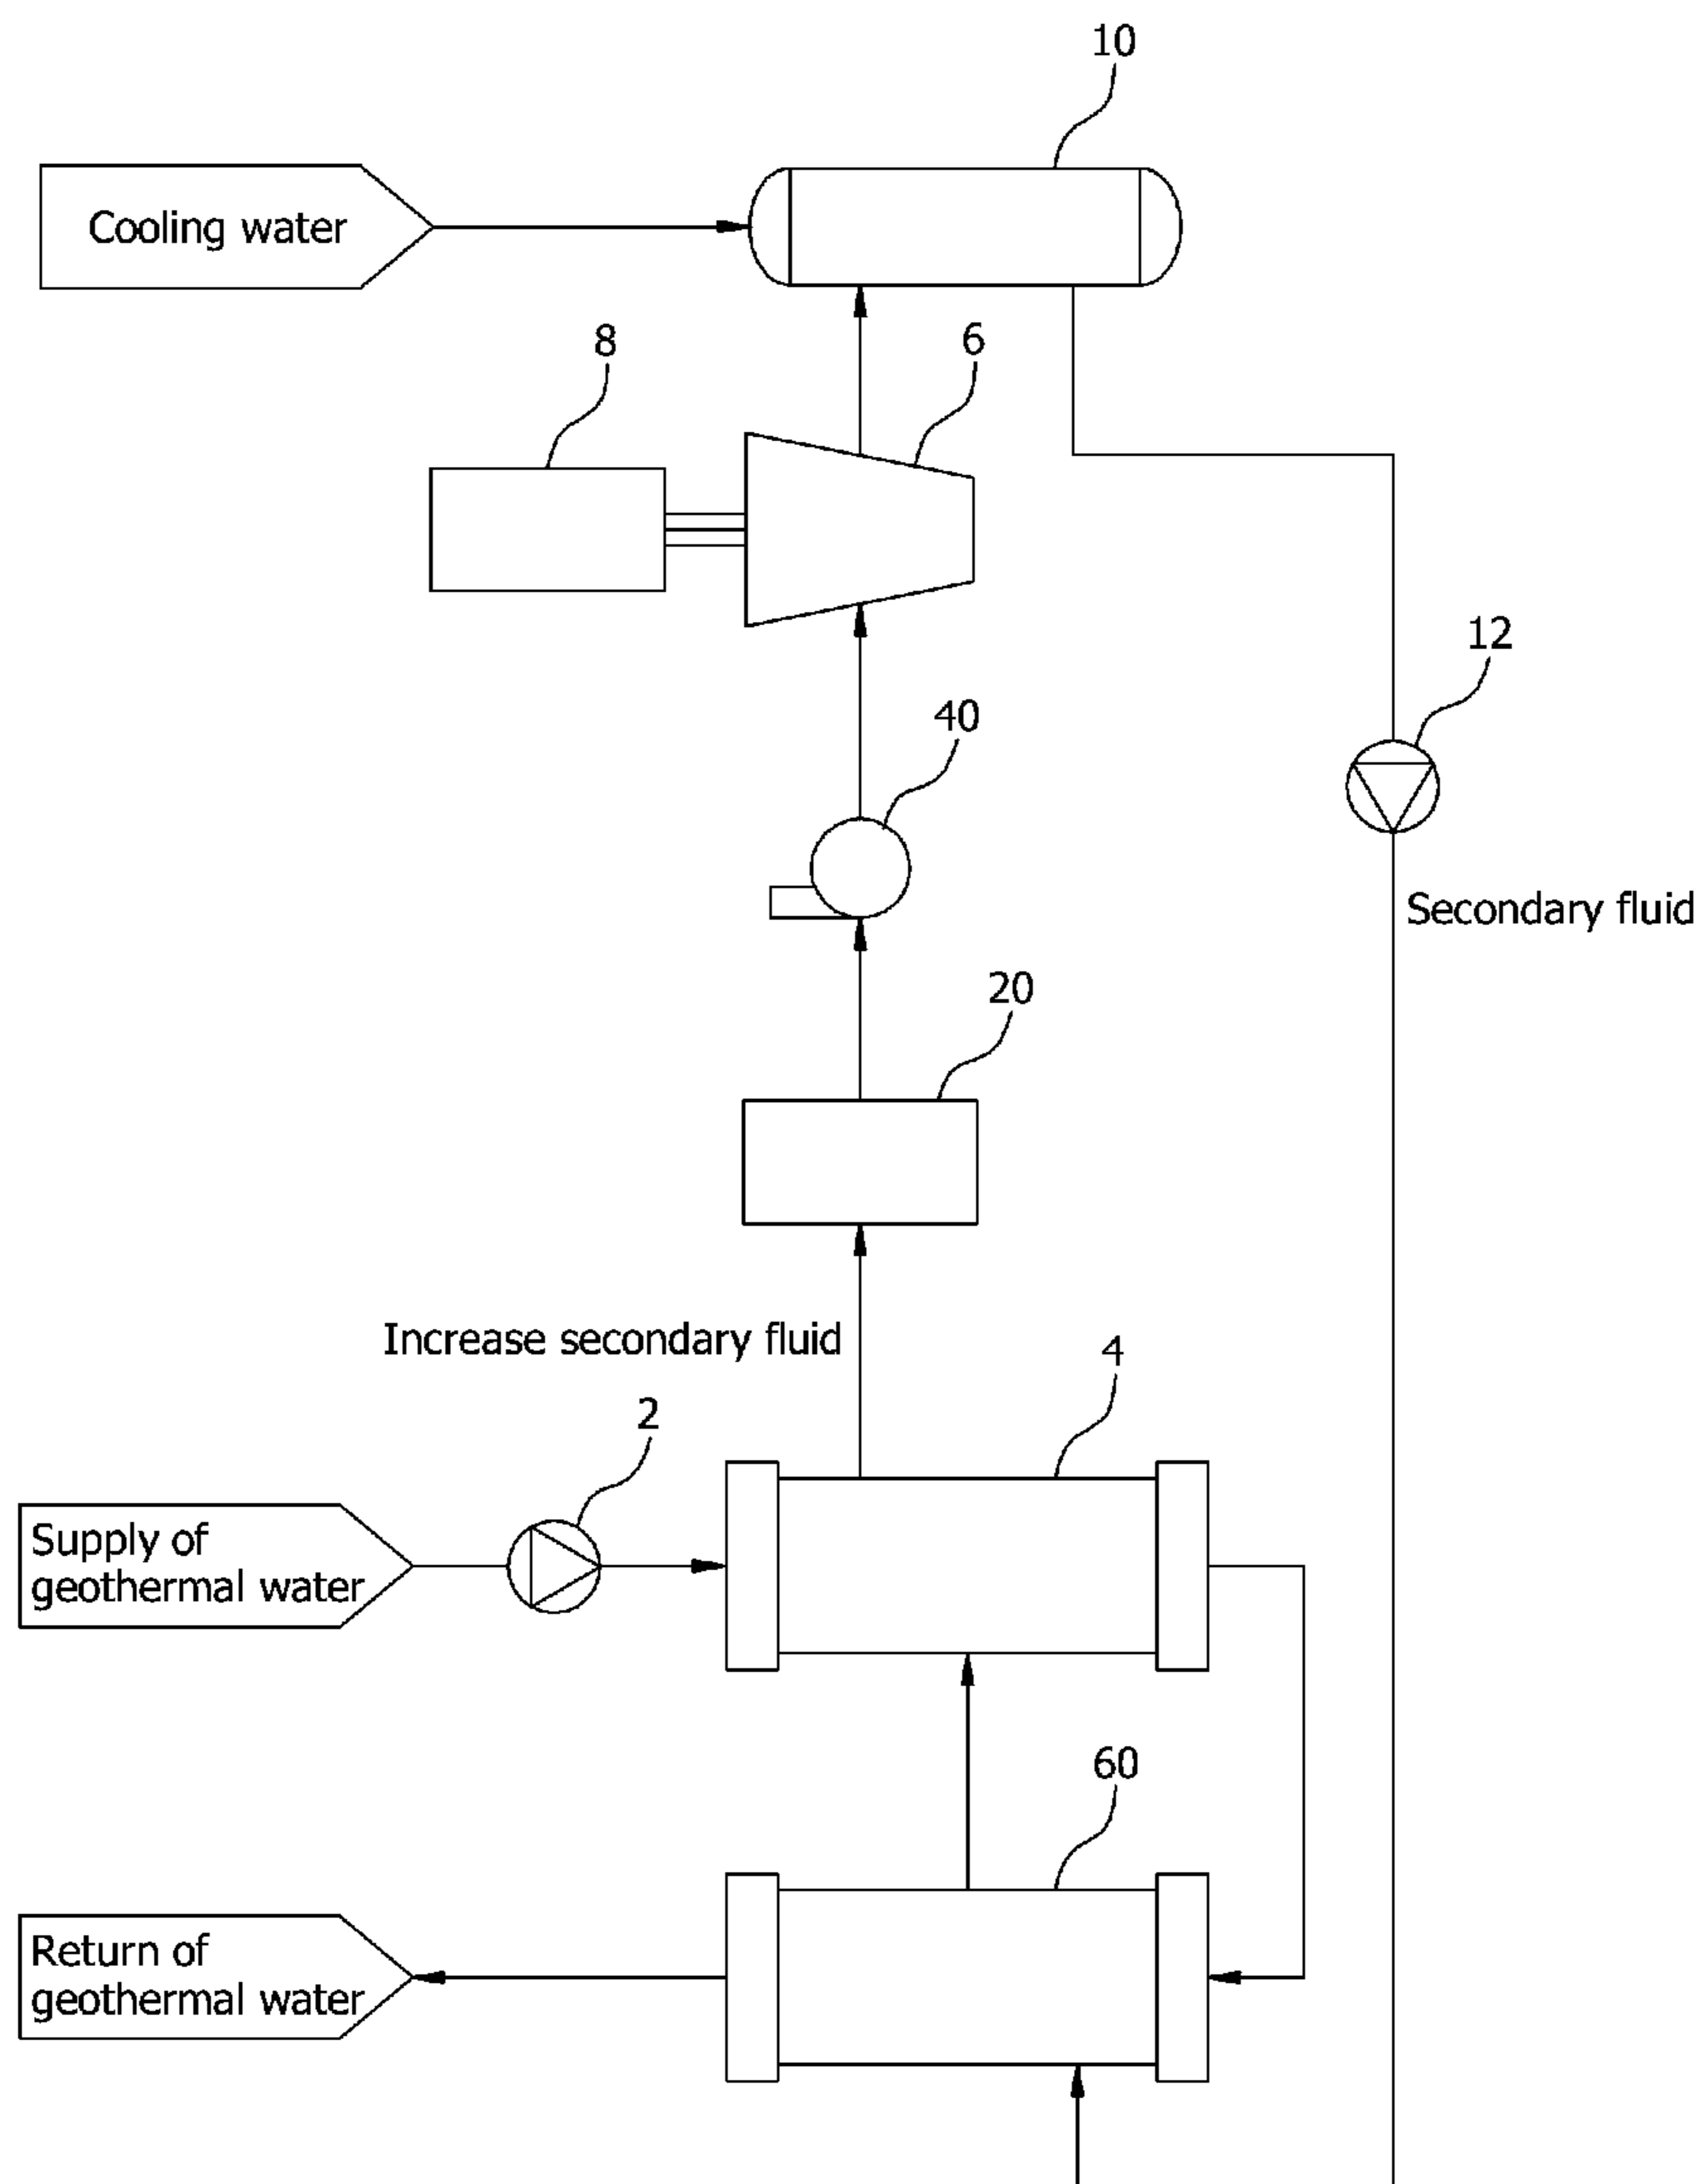 10
Cooling water
8
6
12
40
Secondary fluid
20
Increase secondary fluid
4
2
Supply of
geothermal water
60
Return of
geothermal water